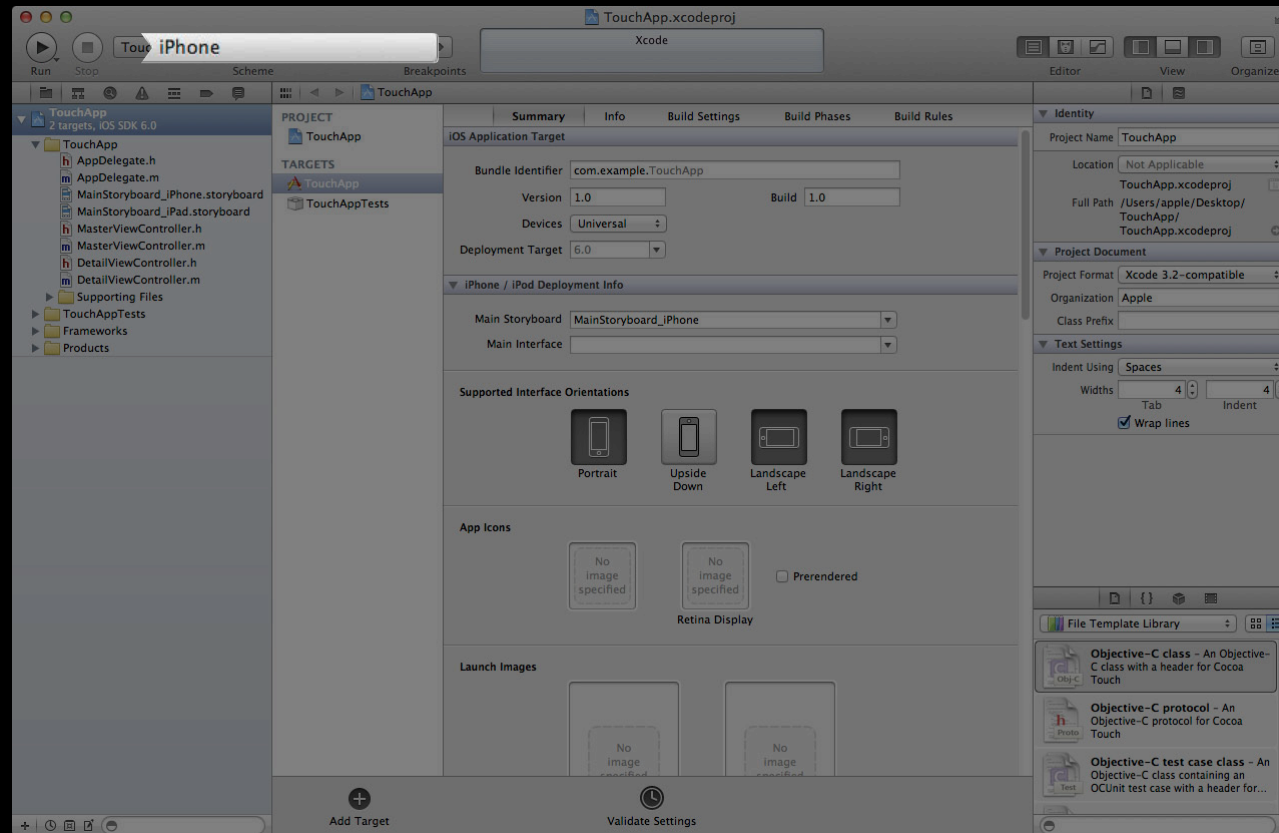 TouchApp.xcodeproj
iPhone
Xcode
Run
Stop
Scheme
Breakpoints
Editor
View
TouchApp
TouchApp
2 targets, iOS SDK 6.0
TouchApp
AppDelegate.h
AppDelegate.m
MainStoryboard_iPhone.storyboard
MainStoryboard_iPad.storyboard
MasterViewController.h
MasterViewController.m
DetailViewController.h
DetailViewController.m
Supporting Files
TouchAppTests
Frameworks
Products
PROJECT
TouchApp
TARGETS
TouchApp
TouchAppTests
Summary Info Build Settings Build Phases Build Rules
iOS Application Target
Bundle Identifier com.example.TouchApp
Version 1.0 Build 1.0
Devices Universal
Deployment Target 6.0
iPhone / iPod Deployment Info
Main Storyboard MainStoryboard_iPhone
Main Interface
Supported Interface Orientations
Portrait
Upside Down
Landscape Left
Landscape Right
App Icons
No image specified
No image specified
Prerendered
Retina Display
Launch Images
No image
No image
Add Target
Validate Settings
Identity
Project Name TouchApp
Location Not Applicable
TouchApp.xcodeproj
Full Path /Users/apple/Desktop/
TouchApp/
TouchApp.xcodeproj
Project Document
Project Format Xcode 3.2-compatible
Organization Apple
Class Prefix
Text Settings
Indent Using Spaces
Widths 4 4
Tab Indent
Wrap lines
File Template Library
Obj-C
Objective-C class - An Objective-
C class with a header for Cocoa
Touch
h
Proto
Objective-C protocol - An
Objective-C protocol for Cocoa
Touch
Test
Objective-C test case class - An
Objective-C class containing an
OCUnit test case with a header for...